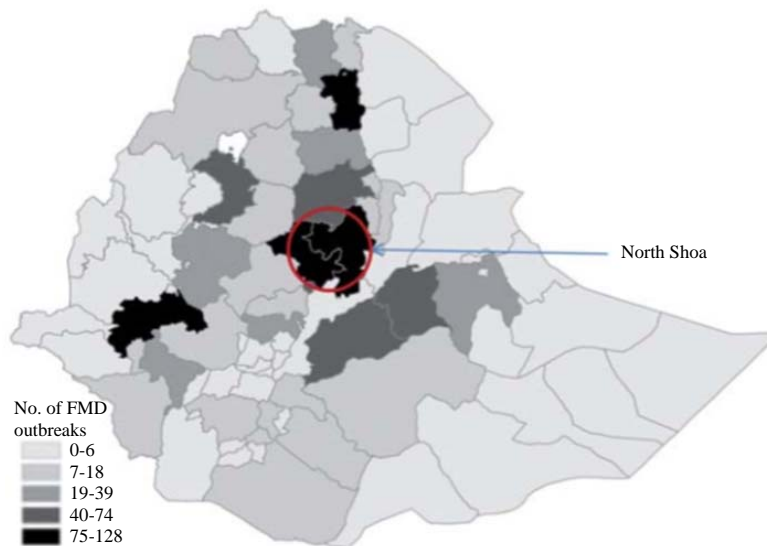 North Shoa
No. of FMD
outbreaks
0-6
7-18
19-39
40-74
75-128